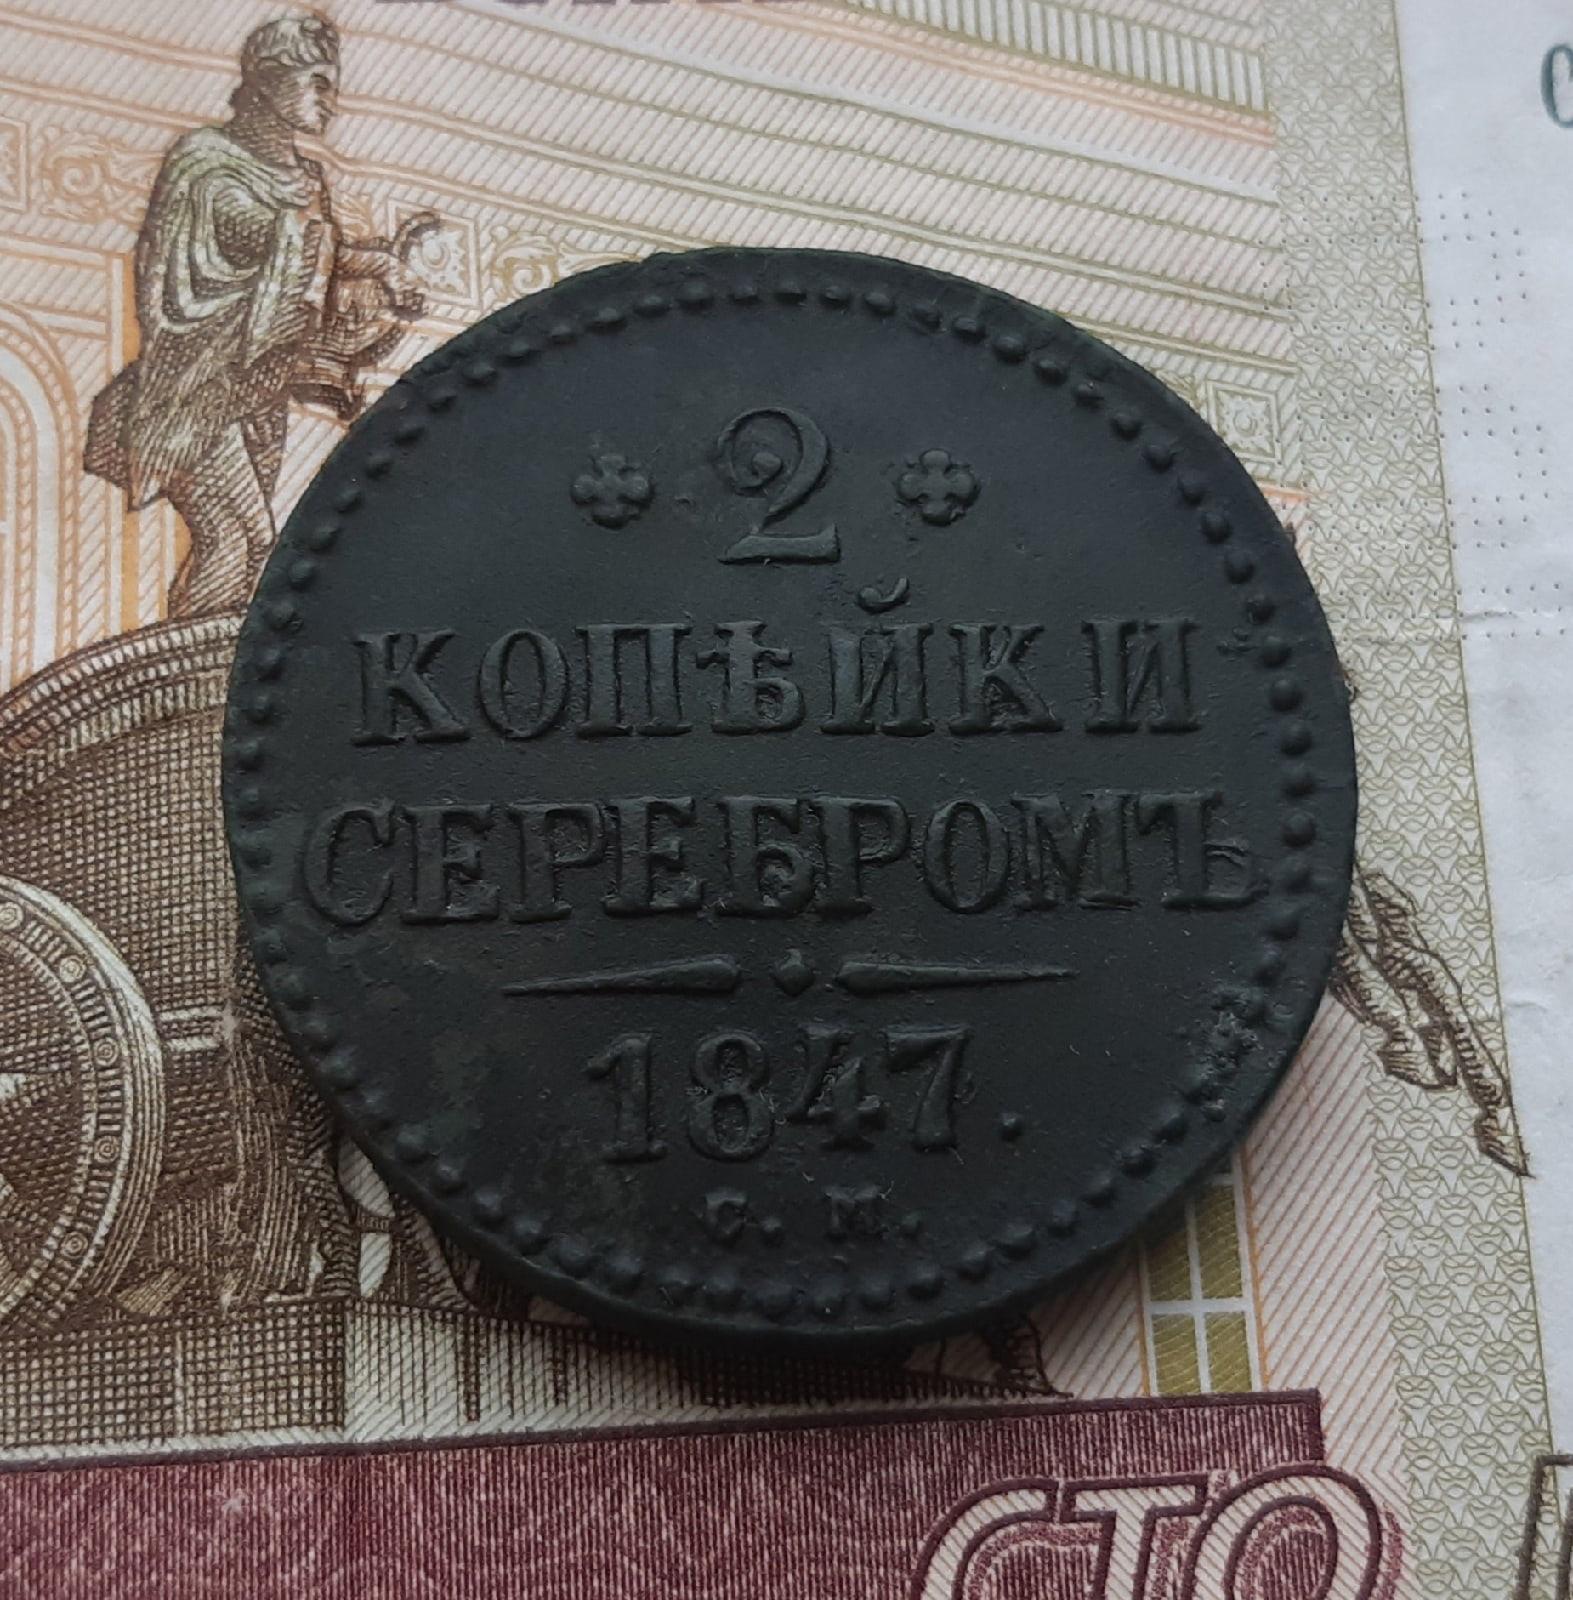 2
КОПѢЙКИ
СЕРЕБРОМЪ
1847.
С. М.
СТО